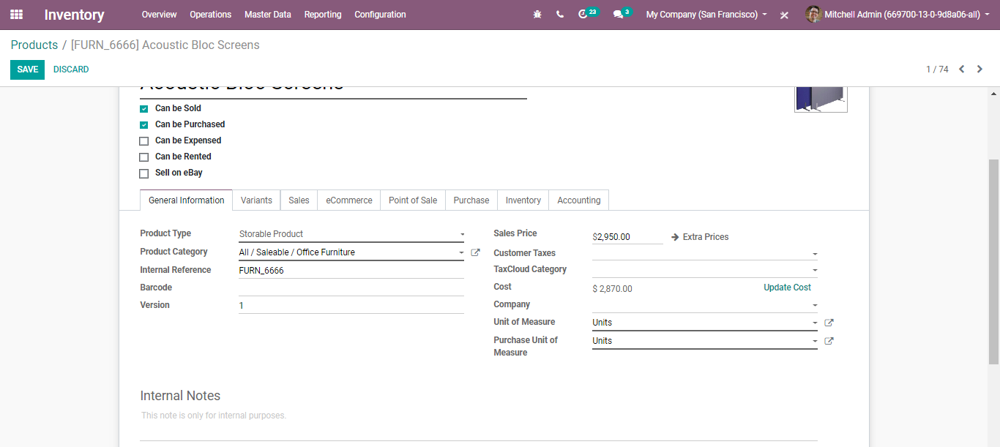 Inventory Overview Operations Master Data Reporting Configuration 23 3 My Company (San Francisco) Mitchell Admin (669700-13-0-9d8a06-all)
Products / [FURN_6666] Acoustic Bloc Screens
SAVE DISCARD 1 / 74
Acoustic Bloc Screens
Can be Sold
Can be Purchased
Can be Expensed
Can be Rented
Sell on eBay
General Information Variants Sales eCommerce Point of Sale Purchase Inventory Accounting
Product Type Storable Product
Product Category All / Saleable / Office Furniture
Internal Reference FURN_6666
Barcode
Version 1
Sales Price $2,950.00 Extra Prices
Customer Taxes
TaxCloud Category
Cost $ 2,870.00 Update Cost
Company
Unit of Measure Units
Purchase Unit of Units
Measure
Internal Notes
This note is only for internal purposes.